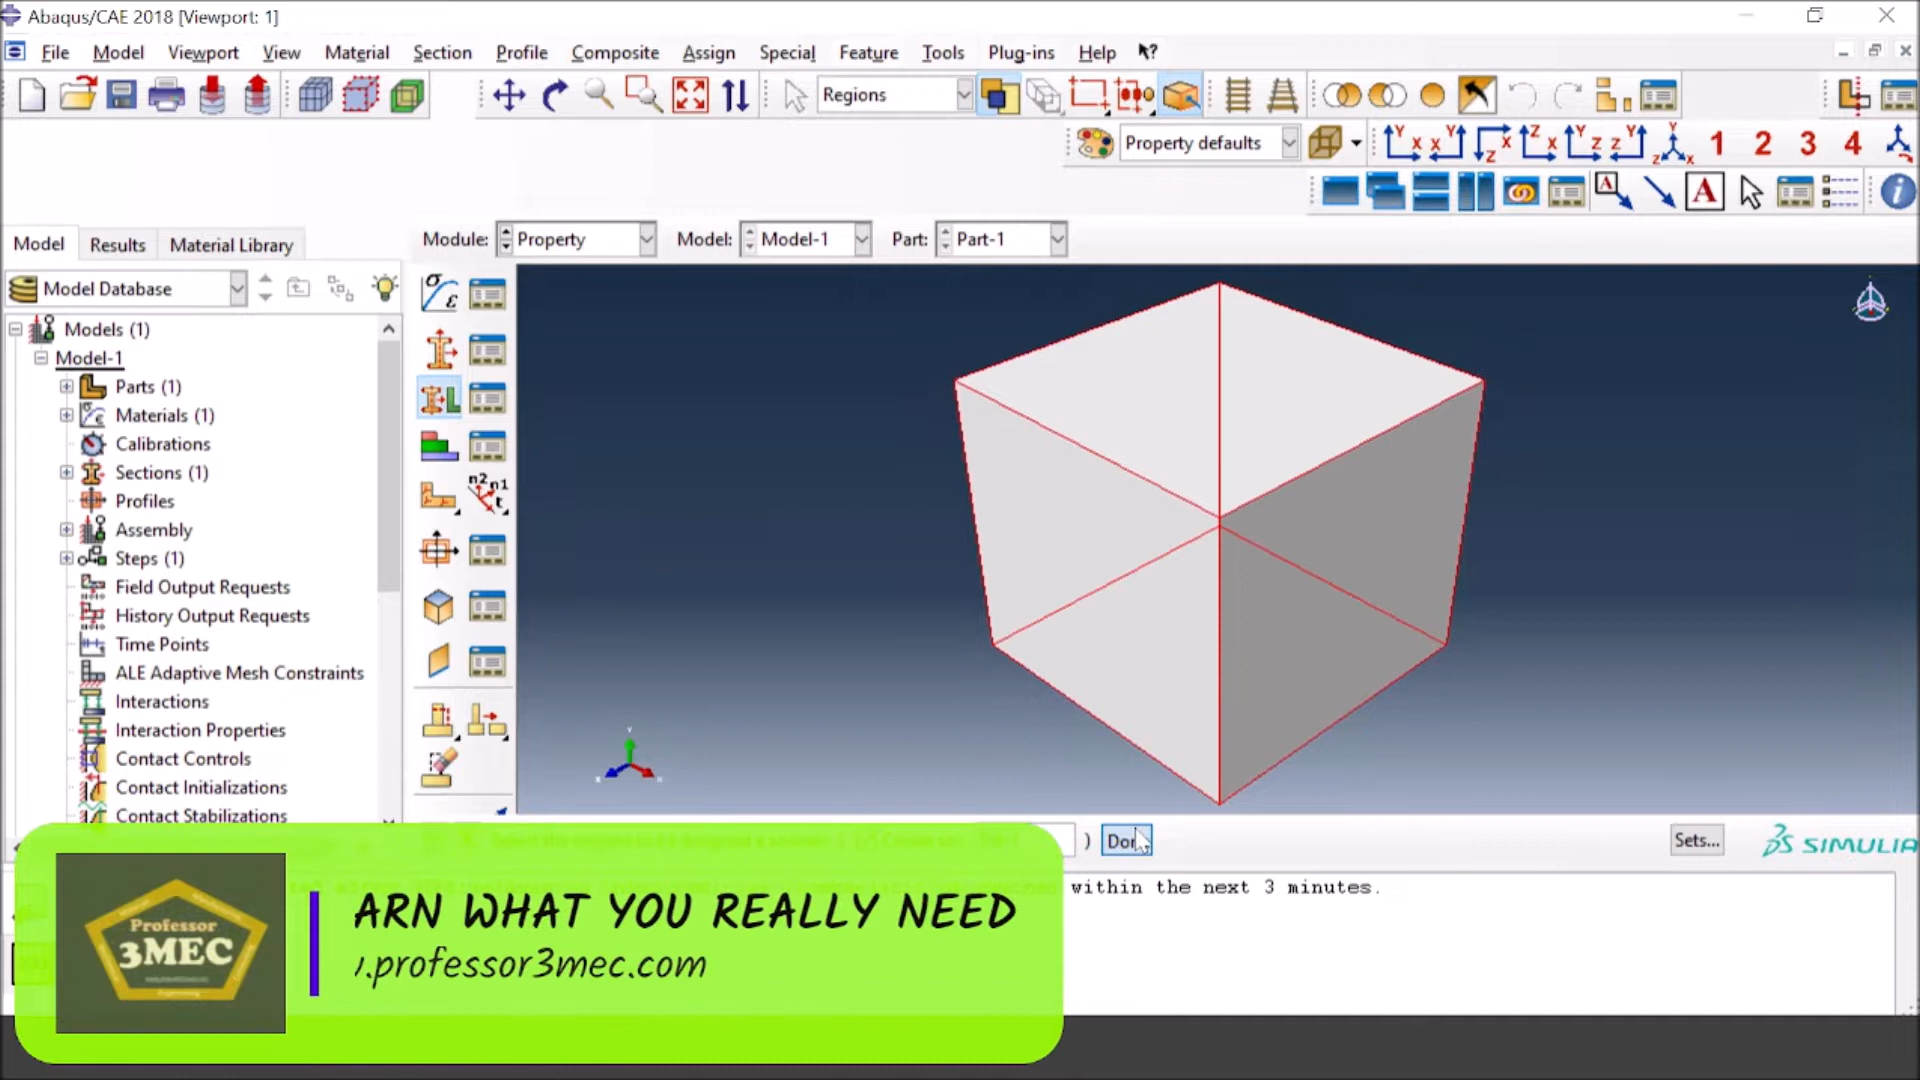 Abaqus/CAE 2018 [Viewport: 1]
File Model Viewport View Material Section Profile Composite Assign Special Feature Tools Plug-ins Help
Regions
Property defaults
1 2 3 4
A
A
Model Results Material Library
Module: Property Model: Model-1 Part: Part-1
Model Database
Models (1)
Model-1
Parts (1)
Materials (1)
Calibrations
Sections (1)
Profiles
Assembly
Steps (1)
Field Output Requests
History Output Requests
Time Points
ALE Adaptive Mesh Constraints
Interactions
Interaction Properties
Contact Controls
Contact Initializations
Contact Stabilizations
) Sets...
SIMULIA
within the next 3 minutes.
Professor
3MEC
ARN WHAT YOU REALLY NEED
.professor3mec.com